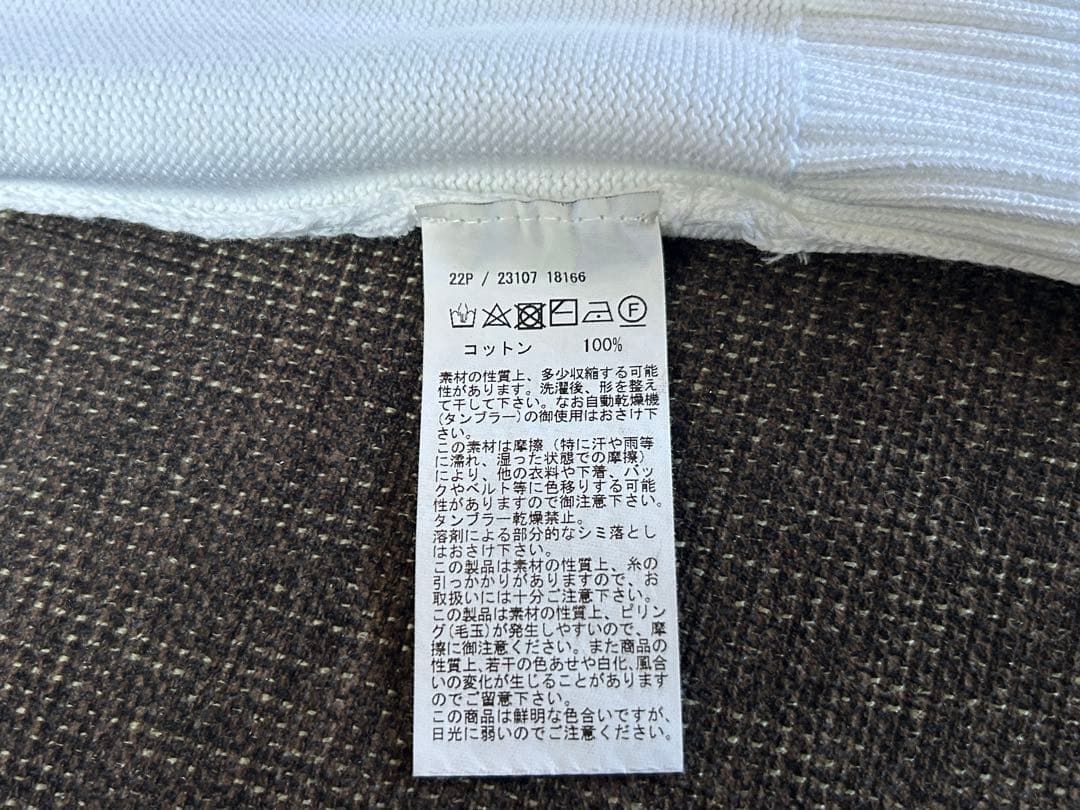 22P / 23107 18166
F
コットン 100%
素材の性質上、多少収縮する可能
性があります。洗濯後、形を整え
て干して下さい。なお自動乾燥機
(タンブラー)の御使用はおさけ下
さい。
この素材は摩擦（特に汗や雨等
に濡れ、湿った状態での摩擦）
により、他の衣料や下着、バッ
クやベルト等に色移りする可能
性がありますので御注意下さい。
タンブラー乾燥禁止。
溶剤による部分的なシミ落とし
はおさけ下さい。
この製品は素材の性質上、糸の
引っかかりがありますので、お
取扱いには十分ご注意下さい。
この製品は素材の性質上、ピリン
グ(毛玉)が発生しやすいので、摩
擦に御注意ください。また商品の
性質上、若干の色あせや白化、風合
いの変化が生じることがあります
のでご留意下さい。
この商品は鮮明な色合いですが、
日光に弱いのでご注意ください。